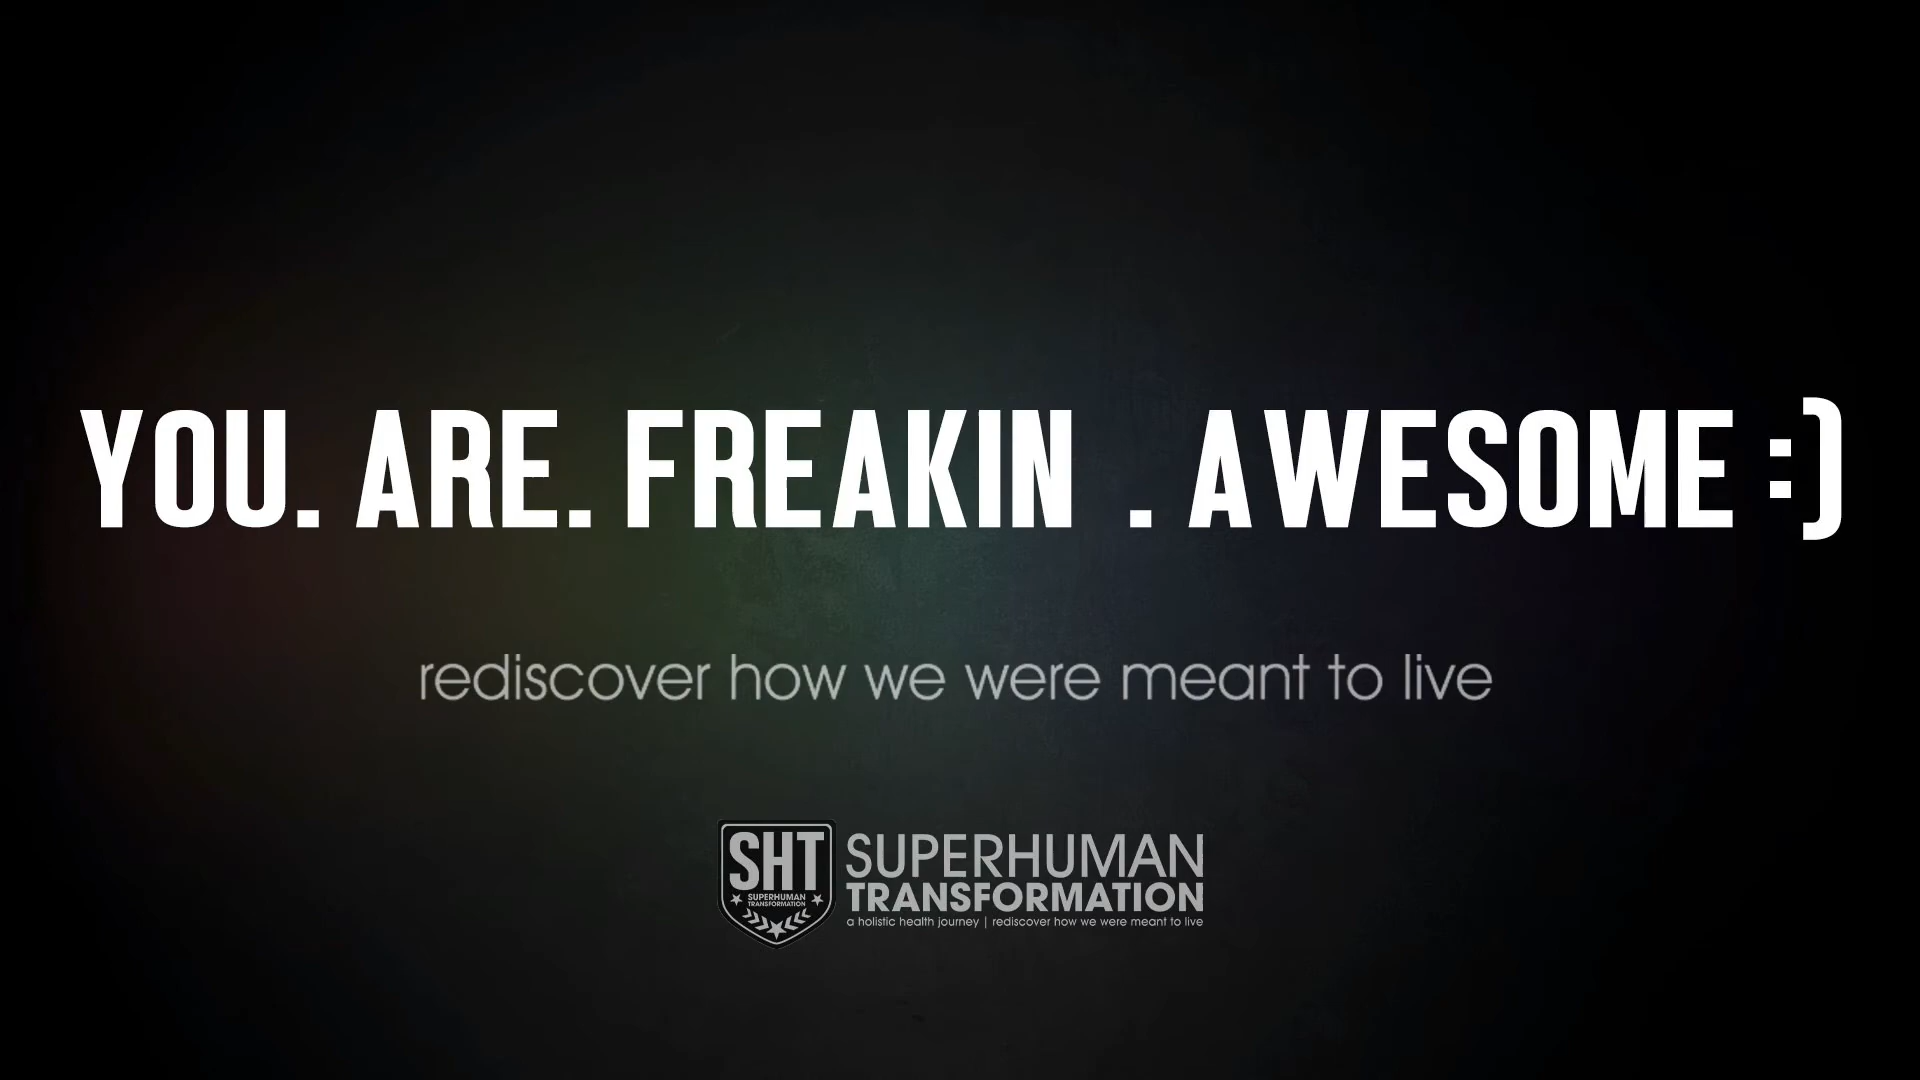 YOU. ARE. FREAKIN . AWESOME :)
rediscover how we were meant to live
SHT
SUPERHUMAN
TRANSFORMATION
SUPERHUMAN
TRANSFORMATION
a holistic health journey | rediscover how we were meant to live